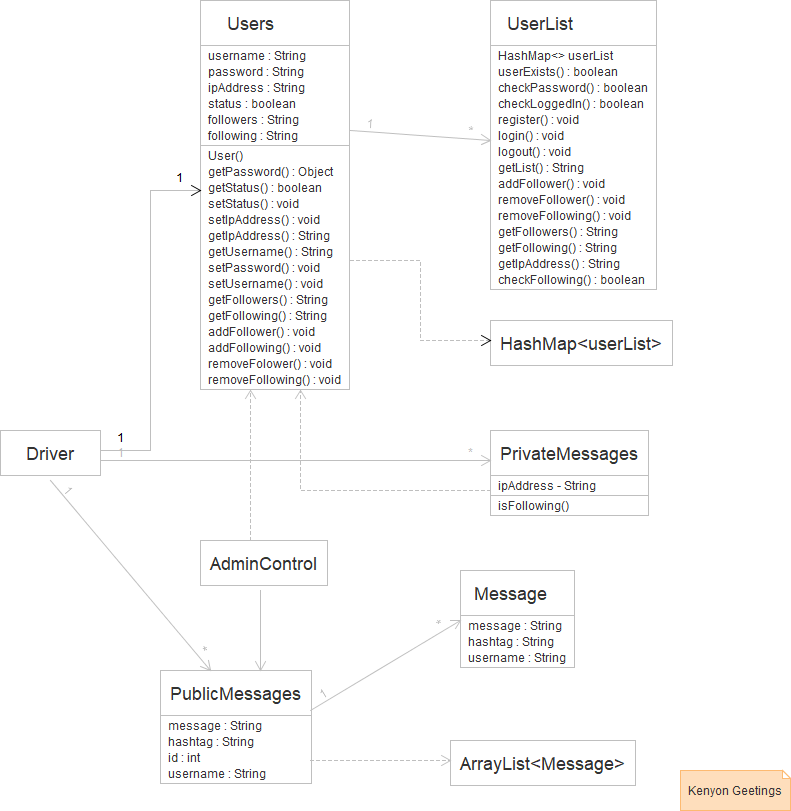 Users
username : String
password : String
ipAddress : String
status : boolean
followers : String
following : String
User()
getPassword() : Object
getStatus() : boolean
setStatus() : void
setIpAddress() : void
getIpAddress() : String
getUsername() : String
setPassword() : void
setUsername() : void
getFollowers() : String
getFollowing() : String
addFollower() : void
addFollowing() : void
removeFolower() : void
removeFollowing() : void
UserList
HashMap<> userList
userExists() : boolean
checkPassword() : boolean
checkLoggedIn() : boolean
register() : void
login() : void
logout() : void
getList() : String
addFollower() : void
removeFollower() : void
removeFollowing() : void
getFollowers() : String
getFollowing() : String
getIpAddress() : String
checkFollowing() : boolean
1
*
1
HashMap<userList>
1
1
*
Driver
PrivateMessages
ipAddress - String
isFollowing()
1
*
AdminControl
Message
message : String
hashtag : String
username : String
1
*
PublicMessages
message : String
hashtag : String
id : int
username : String
ArrayList<Message>
Kenyon Geetings